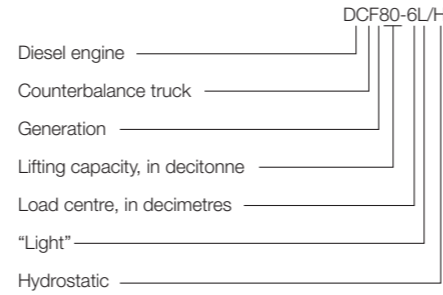 DCF80-6L/H
Diesel engine
Counterbalance truck
Generation
Lifting capacity, in decitonne
Load centre, in decimetres
“Light”
Hydrostatic